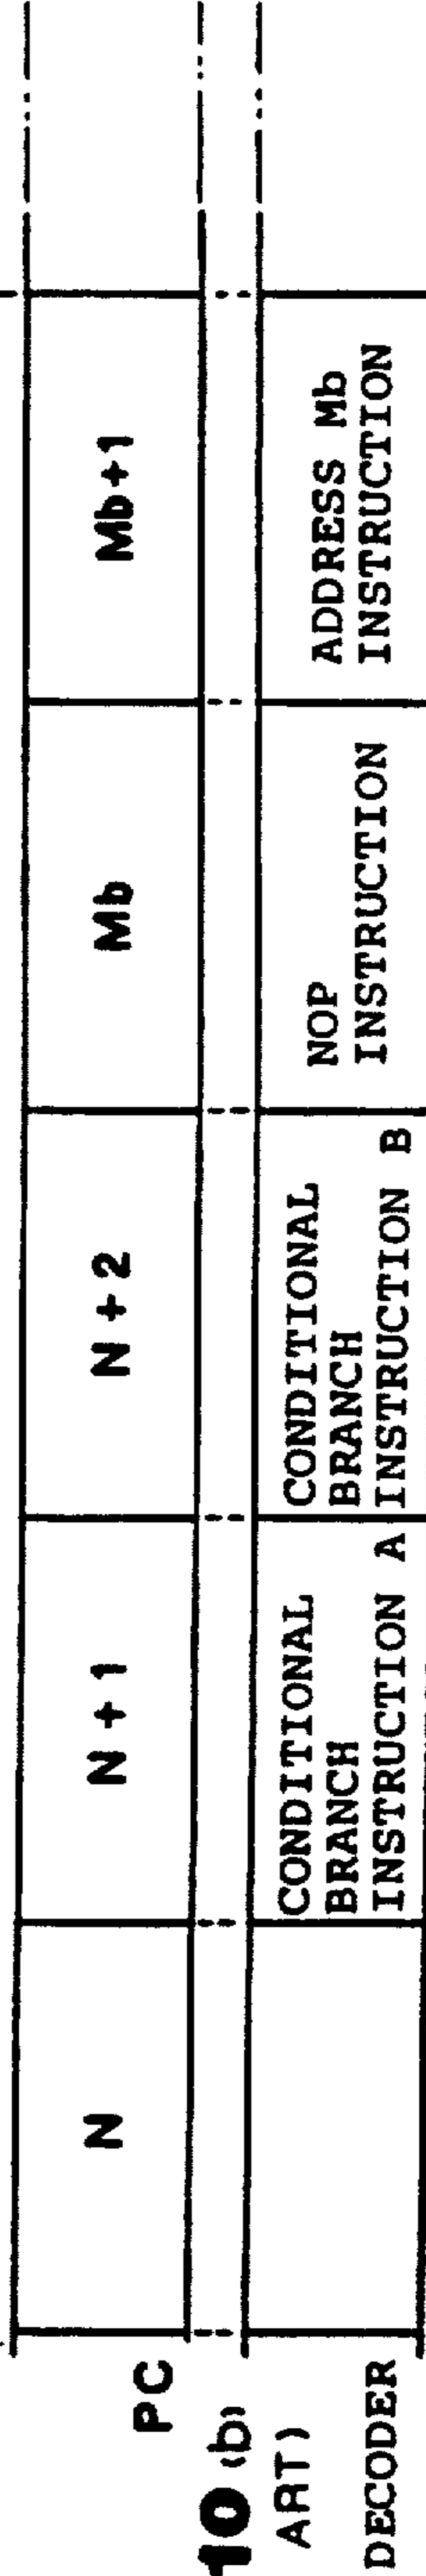 PC
N
N + 1
N + 2
Mb
Mb+1
10 (b)
ART)
DECODER
CONDITIONAL
BRANCH
INSTRUCTION A
CONDITIONAL
BRANCH
INSTRUCTION B
NOP
INSTRUCTION
ADDRESS Mb
INSTRUCTION